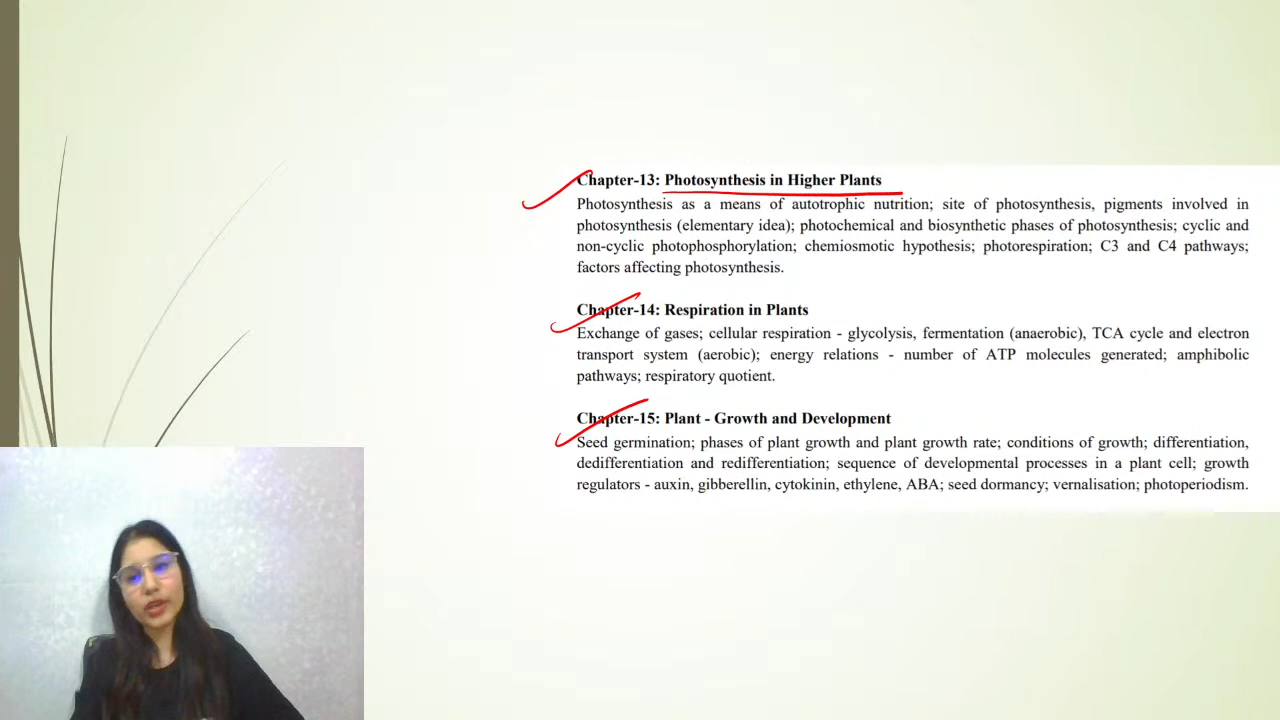 Chapter-13: Photosynthesis in Higher Plants
Photosynthesis as a means of autotrophic nutrition; site of photosynthesis, pigments involved in
photosynthesis (elementary idea); photochemical and biosynthetic phases of photosynthesis; cyclic and
non-cyclic photophosphorylation; chemiosmotic hypothesis; photorespiration; C3 and C4 pathways;
factors affecting photosynthesis.
Chapter-14: Respiration in Plants
Exchange of gases; cellular respiration - glycolysis, fermentation (anaerobic), TCA cycle and electron
transport system (aerobic); energy relations - number of ATP molecules generated; amphibolic
pathways; respiratory quotient.
Chapter-15: Plant - Growth and Development
Seed germination; phases of plant growth and plant growth rate; conditions of growth; differentiation,
dedifferentiation and redifferentiation; sequence of developmental processes in a plant cell; growth
regulators - auxin, gibberellin, cytokinin, ethylene, ABA; seed dormancy; vernalisation; photoperiodism.